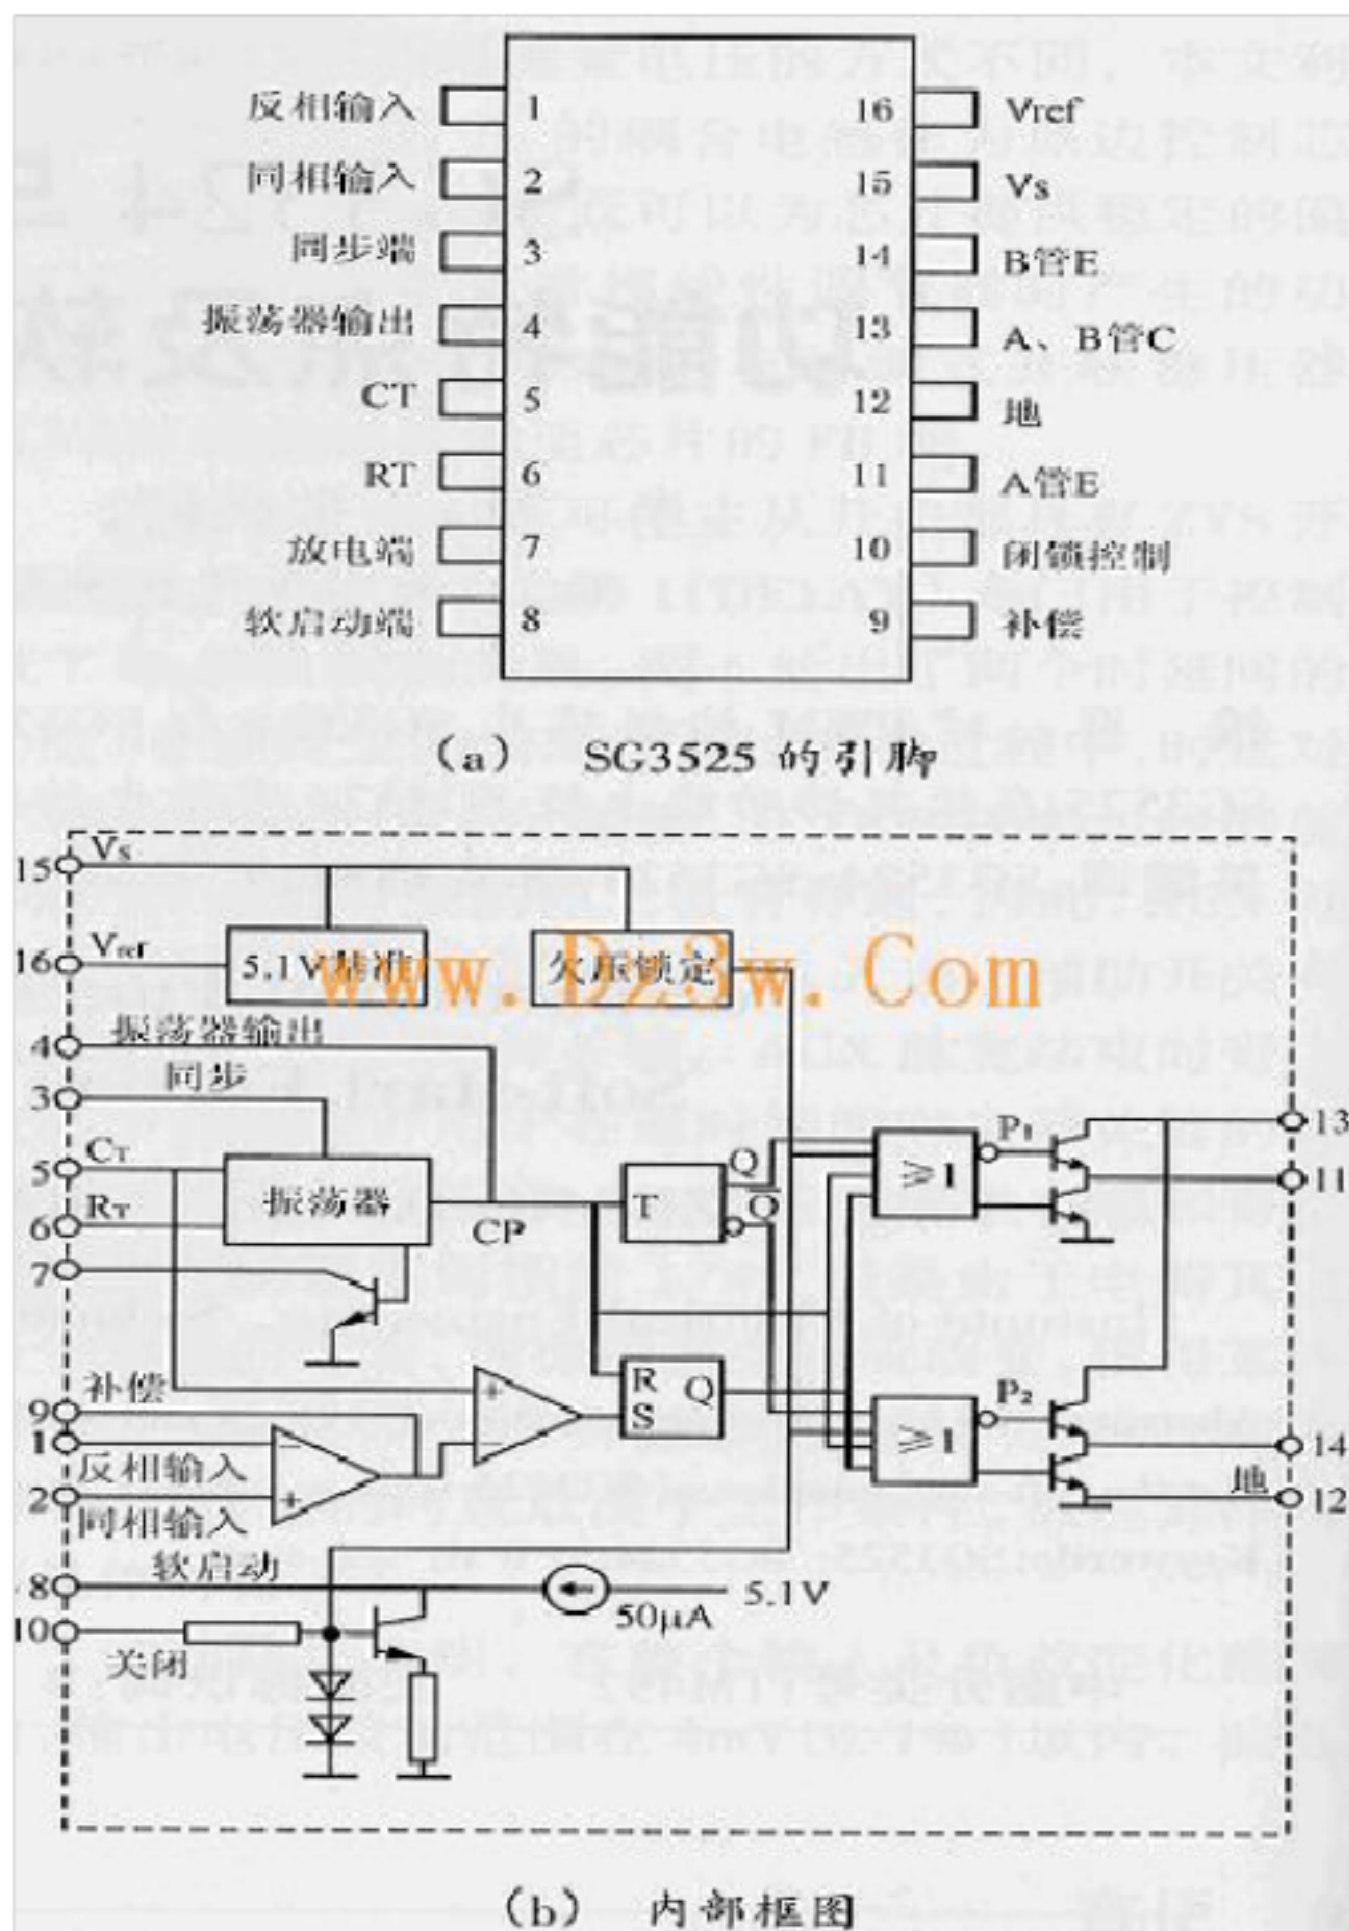 反相输入 1 16 Vref
同相输入 2 15 Vs
同步端 3 14 B管E
振荡器输出 4 13 A、B管C
CT 5 12 地
RT 6 11 A管E
放电端 7 10 闭锁控制
软启动端 8 9 补偿
(a) SG3525 的引脚
15 Vs
16 Vref 5.1V基准 欠压锁定
www.Dz3w.Com
4 振荡器输出
3 同步
P1 13
5 CT 振荡器 T Q Q 11
6 RT CP
7
补偿 R Q P2
9 S
1 14
反相输入 地
2 12
同相输入
软启动
8 50μA 5.1V
10
关闭
(b) 内部框图